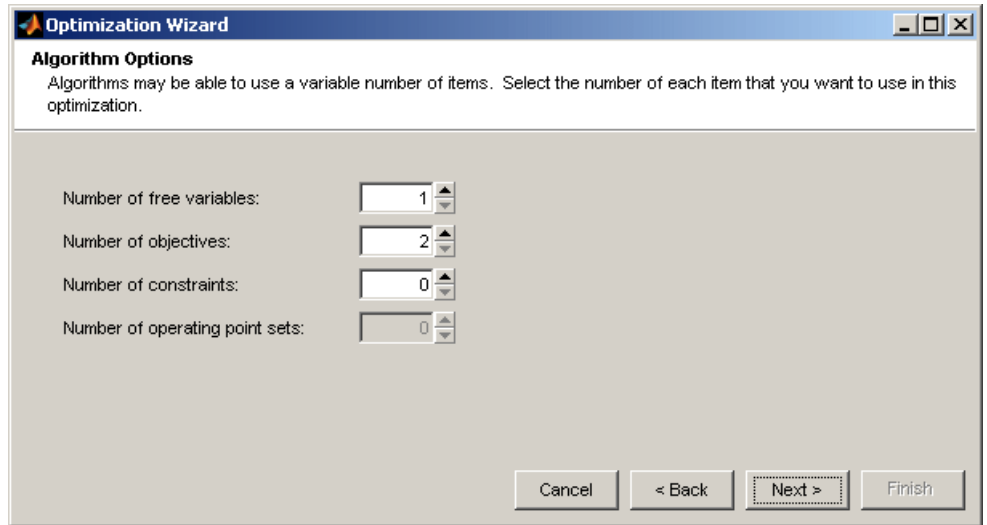 Optimization Wizard
Algorithm Options
Algorithms may be able to use a variable number of items. Select the number of each item that you want to use in this
optimization.
Number of free variables: 1
Number of objectives: 2
Number of constraints: 0
Number of operating point sets: 0
Cancel < Back Next > Finish